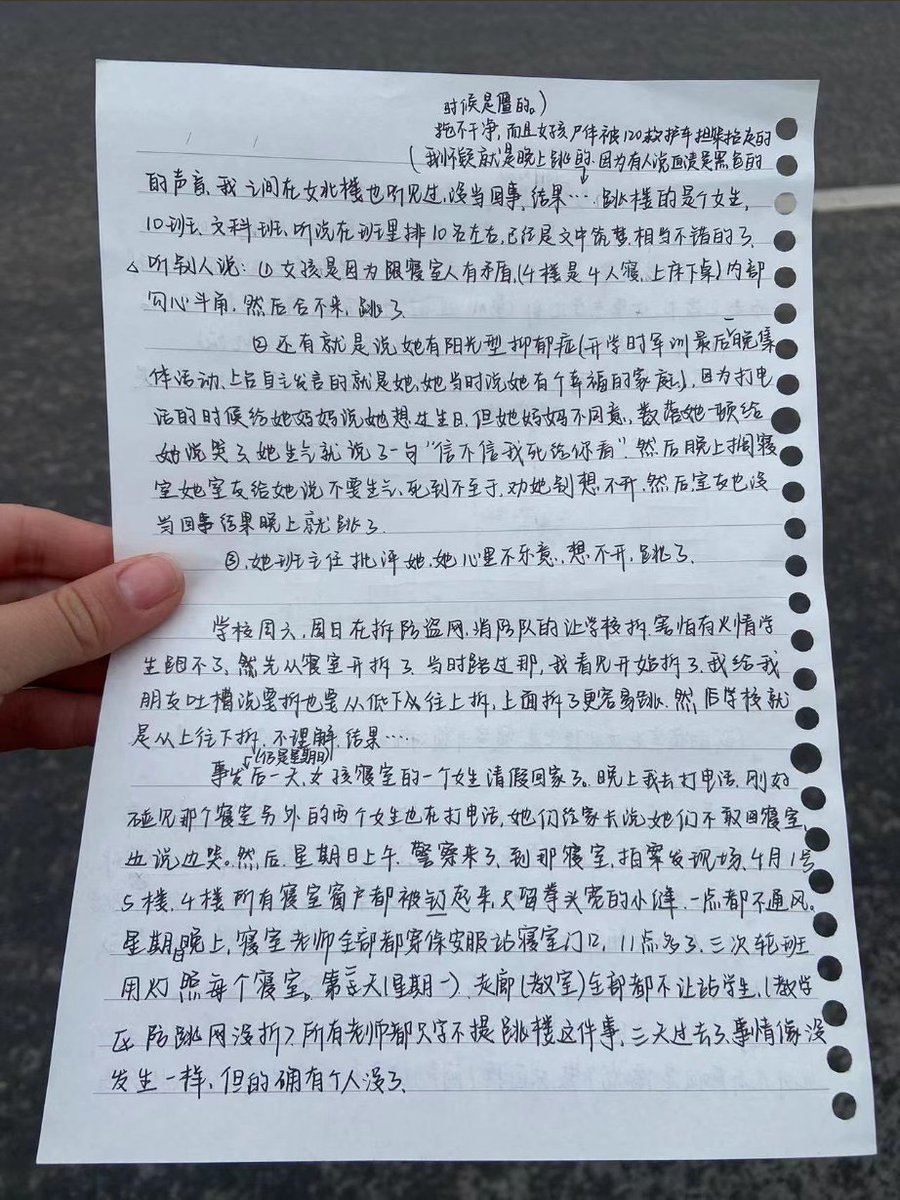 时候是僵的。)
拖不干净,而且女孩尸体被120救护车担架抬走的
(我怀疑就是晚上跳的,因为有人说血渍是黑色的
的声音,我之间在女北楼也听见过,没当回事,结果… 跳楼的是个女生,
10班、文科班、听说在班里排10名左右,已经是文中筑梦,相当不错的了、
△ 听别人说:① 女孩是因为跟寝室人有矛盾,(4楼是4人寝,上床下桌)内部
勾心斗角,然后合不来,跳了、
② 还有就是说她有阳光型抑郁症(开学时军训最后一晚集
体活动、上台自主发言的就是她,她当时说她有个幸福的家庭。),因为打电
话的时候给她妈妈说她想过生日,但她妈妈不同意,数落她一顿给
她说哭了,她生气就说了一句“信不信我死给你看”.然后晚上搁寝
室她室友给她说不要生气、死到不至于,劝她别想不开,然后,室友也没
当回事结果晚上就跳了、
③、她班主任批评她,她心里不乐意,想不开,跳了、
学校周六、周日在拆防盗网、消防队的让学校拆.害怕有火情学
生跑不了,然先从寝室开拆了.当时路过那,我看见开始拆了,我给我
朋友吐槽说要拆也要从低下从往上拆,上面拆了更容易跳.然后学校就
是从上往下拆,不理解,结果…..
(仍是星期日)
事发后一天,女孩寝室的一个女生请假回家了。晚上我去打电话,刚好
碰见那个寝室另外的两个女生也在打电话,她们给家长说她们不敢回寝室,
边说边哭。然后,星期日上午,警察来了,到那寝室,拍案发现场,4月1号
5楼、4楼所有寝室窗户都被钉起来,只留拳头宽的小缝.一点都不通风。
星期日晚上,寝室老师全部都穿保安服站寝室门口,11点多了、三次轮班
用灯照每个寝室。第三天(星期一)、走廊(教室)全部都不让站学生,(教学
区防跳网没拆)所有老师都只字不提跳楼这件事,三天过去了,事情像没
发生一样,但的确有个人没了、